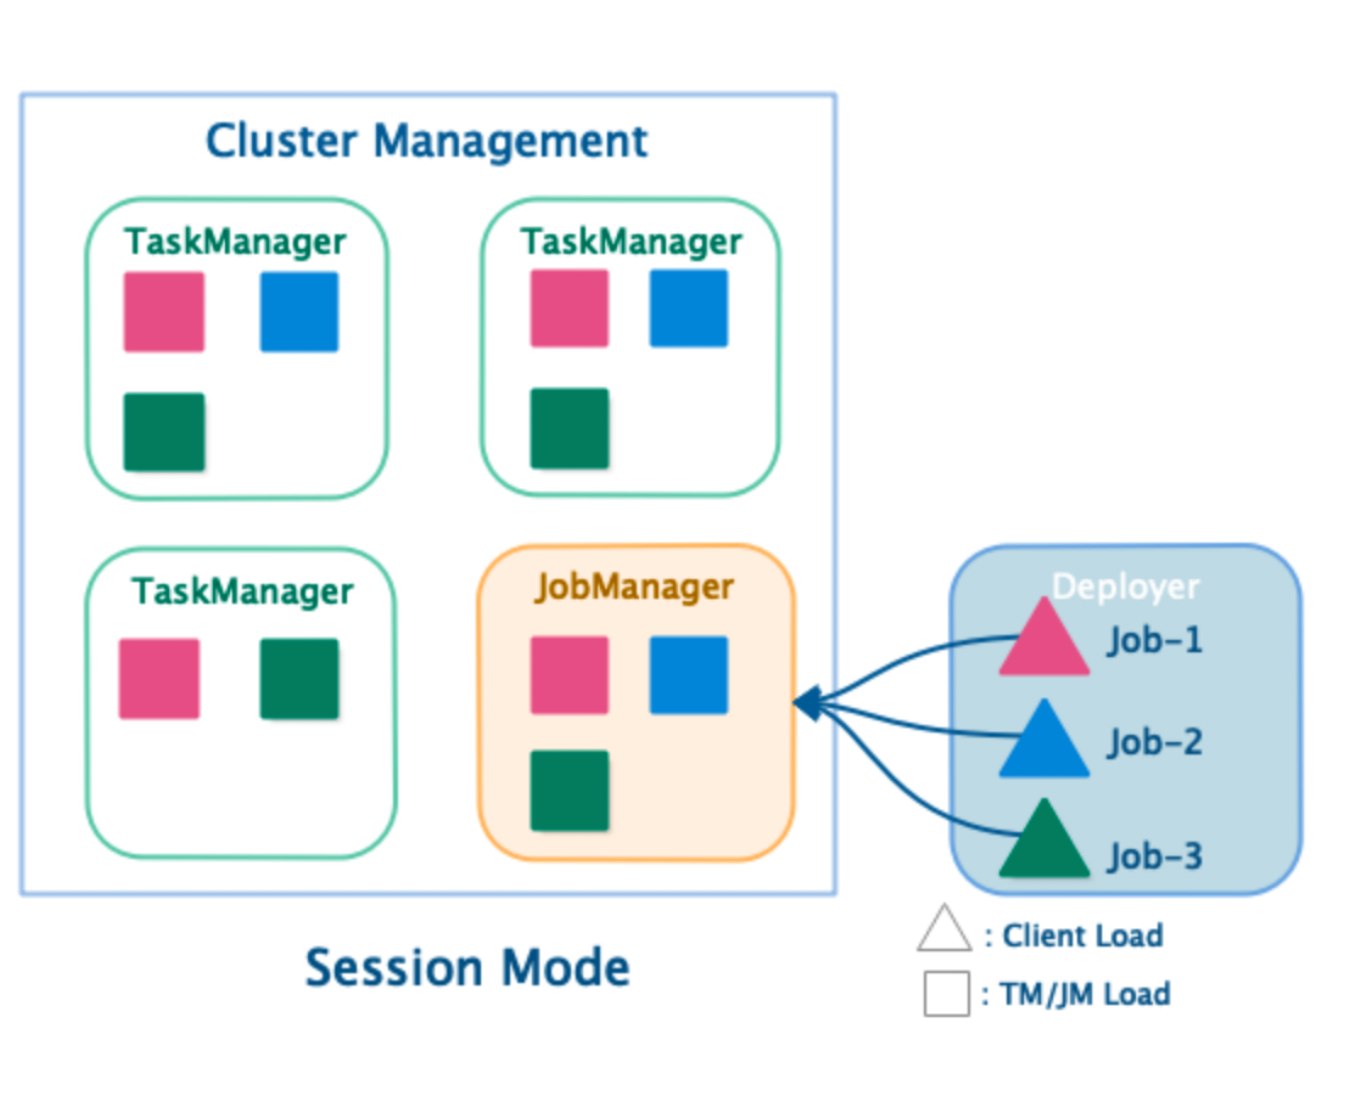 Cluster Management
TaskManager
TaskManager
TaskManager
JobManager
Deployer
Job-1
Job-2
Job-3
: Client Load
: TM/JM Load
Session Mode